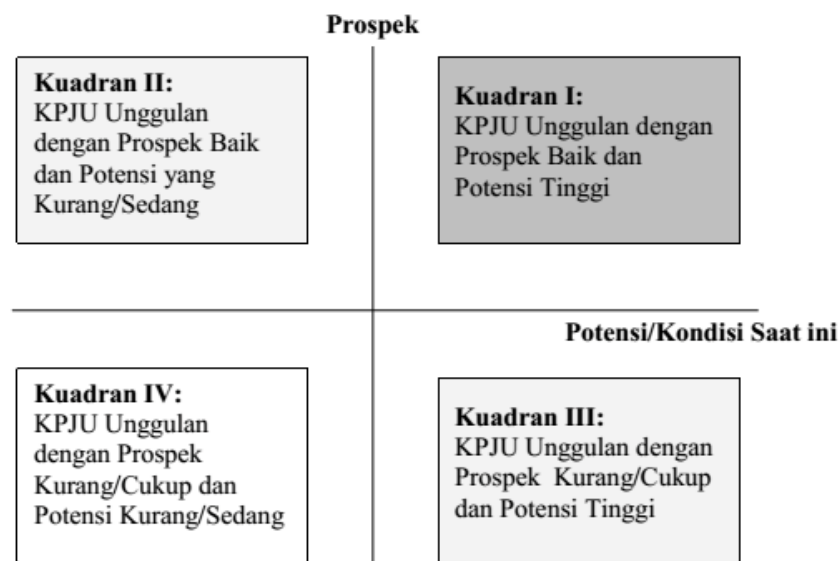 Prospek
Kuadran II:
KPJU Unggulan
dengan Prospek Baik
dan Potensi yang
Kurang/Sedang
Kuadran I:
KPJU Unggulan dengan
Prospek Baik dan
Potensi Tinggi
Potensi/Kondisi Saat ini
Kuadran IV:
KPJU Unggulan
dengan Prospek
Kurang/Cukup dan
Potensi Kurang/Sedang
Kuadran III:
KPJU Unggulan dengan
Prospek Kurang/Cukup
dan Potensi Tinggi